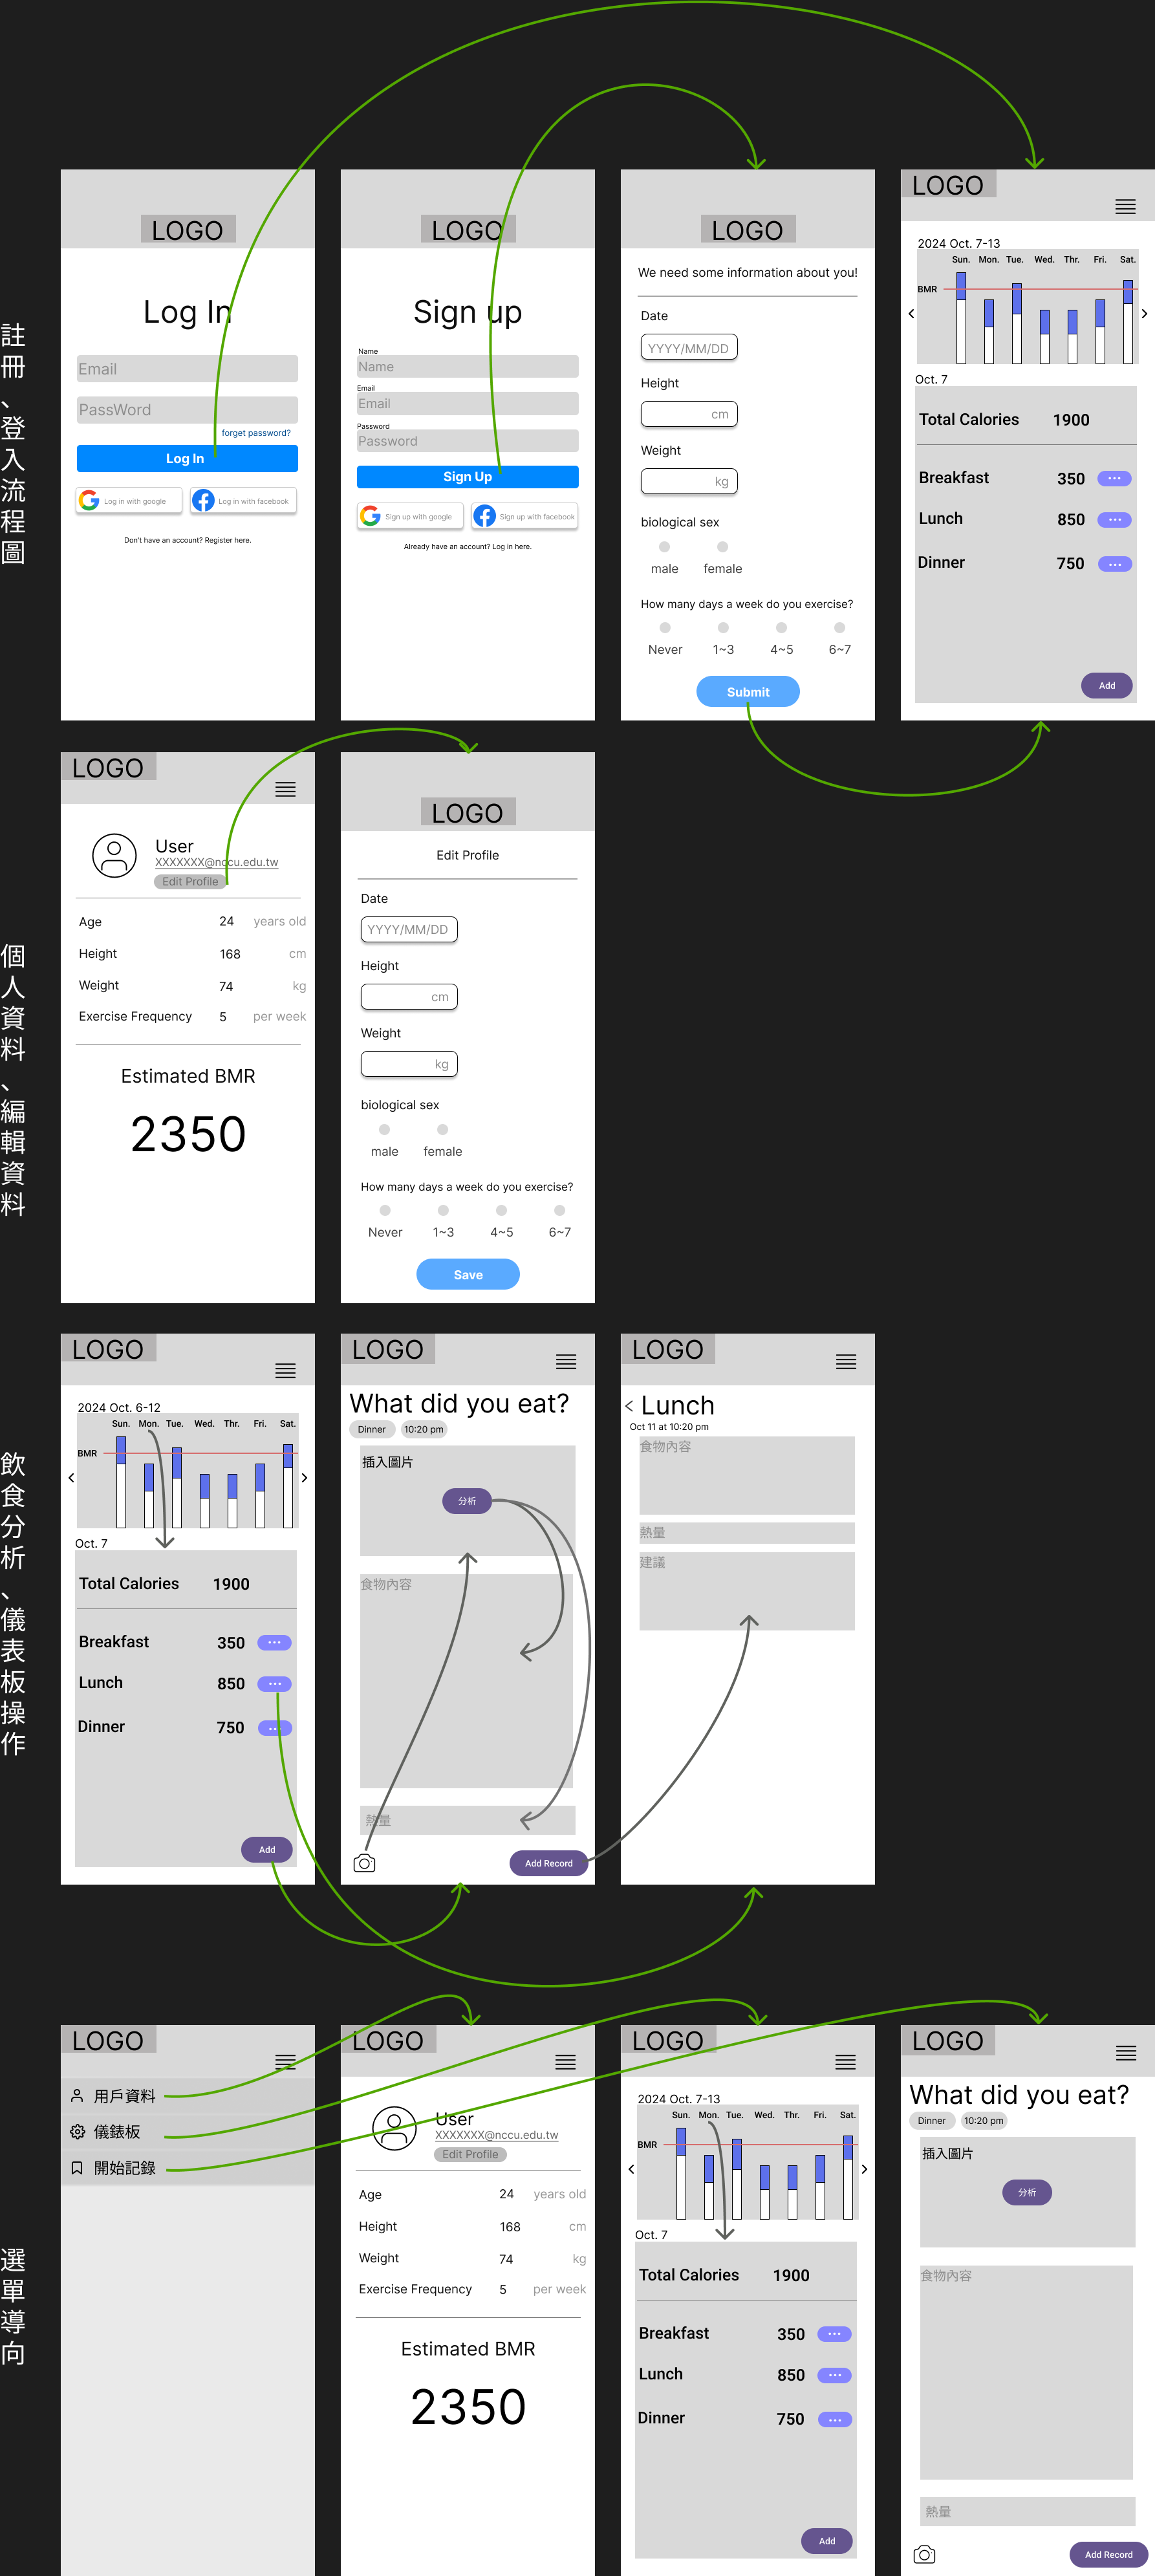 註冊、登入流程圖
LOGO
Log In
Email
PassWord
forget password?
Log In
Log in with google
Log in with facebook
Don't have an account? Register here.
LOGO
Sign up
Name
Name
Email
Email
Password
Password
Sign Up
Sign up with google
Sign up with facebook
Already have an account? Log in here.
LOGO
We need some information about you!
Date
YYYY/MM/DD
Height
cm
Weight
kg
biological sex
male female
How many days a week do you exercise?
Never 1~3 4~5 6~7
Submit
LOGO
2024 Oct. 7-13
Sun. Mon. Tue. Wed. Thr. Fri. Sat.
BMR
Oct. 7
Total Calories 1900
Breakfast 350
Lunch 850
Dinner 750
Add
個人資料、編輯資料
LOGO
User
XXXXXXX@nccu.edu.tw
Edit Profile
Age 24 years old
Height 168 cm
Weight 74 kg
Exercise Frequency 5 per week
Estimated BMR
2350
LOGO
Edit Profile
Date
YYYY/MM/DD
Height
cm
Weight
kg
biological sex
male female
How many days a week do you exercise?
Never 1~3 4~5 6~7
Save
飲食分析、儀表板操作
LOGO
2024 Oct. 6-12
Sun. Mon. Tue. Wed. Thr. Fri. Sat.
BMR
Oct. 7
Total Calories 1900
Breakfast 350
Lunch 850
Dinner 750
Add
LOGO
What did you eat?
Dinner 10:20 pm
插入圖片
分析
食物內容
熱量
Add Record
LOGO
< Lunch
Oct 11 at 10:20 pm
食物內容
熱量
建議
選單導向
LOGO
用戶資料
儀錶板
開始記錄
LOGO
User
XXXXXXX@nccu.edu.tw
Edit Profile
Age 24 years old
Height 168 cm
Weight 74 kg
Exercise Frequency 5 per week
Estimated BMR
2350
LOGO
2024 Oct. 7-13
Sun. Mon. Tue. Wed. Thr. Fri. Sat.
BMR
Oct. 7
Total Calories 1900
Breakfast 350
Lunch 850
Dinner 750
Add
LOGO
What did you eat?
Dinner 10:20 pm
插入圖片
分析
食物內容
熱量
Add Record